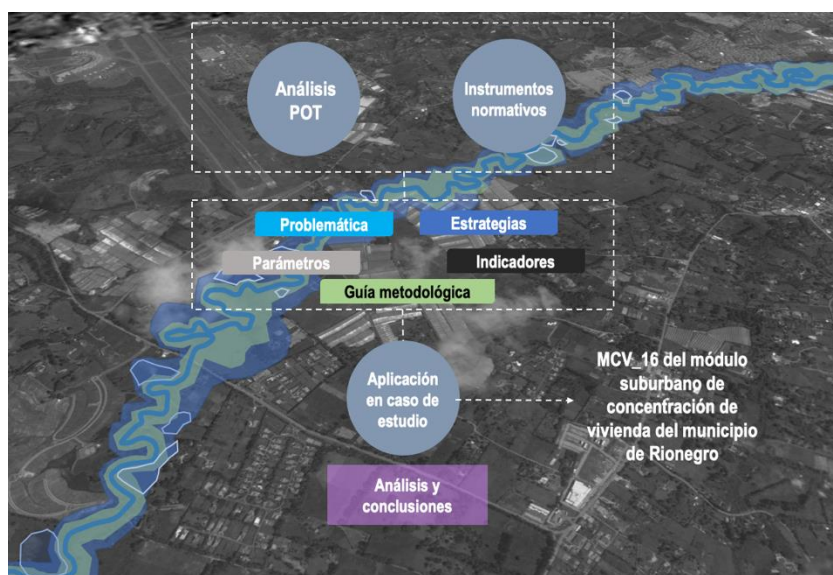 Análisis
POT
Instrumentos
normativos
Problemática
Estrategias
Parámetros
Indicadores
Guía metodológica
Aplicación
en caso de
estudio
MCV_16 del módulo
suburbano de
concentración de
vivienda del municipio
de Rionegro
Análisis y
conclusiones